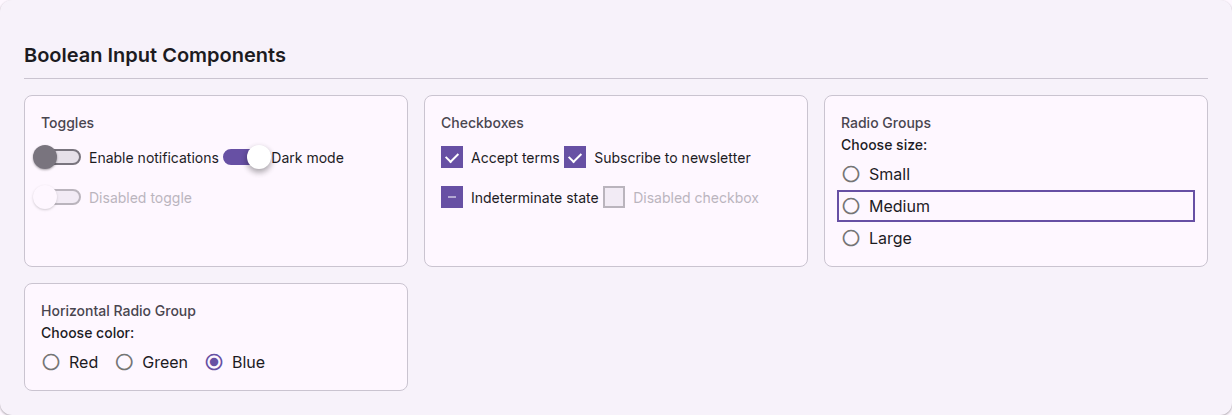 Boolean Input Components
Toggles
Enable notifications Dark mode
Disabled toggle
Checkboxes
Accept terms Subscribe to newsletter
Indeterminate state Disabled checkbox
Radio Groups
Choose size:
Small
Medium
Large
Horizontal Radio Group
Choose color:
Red Green Blue